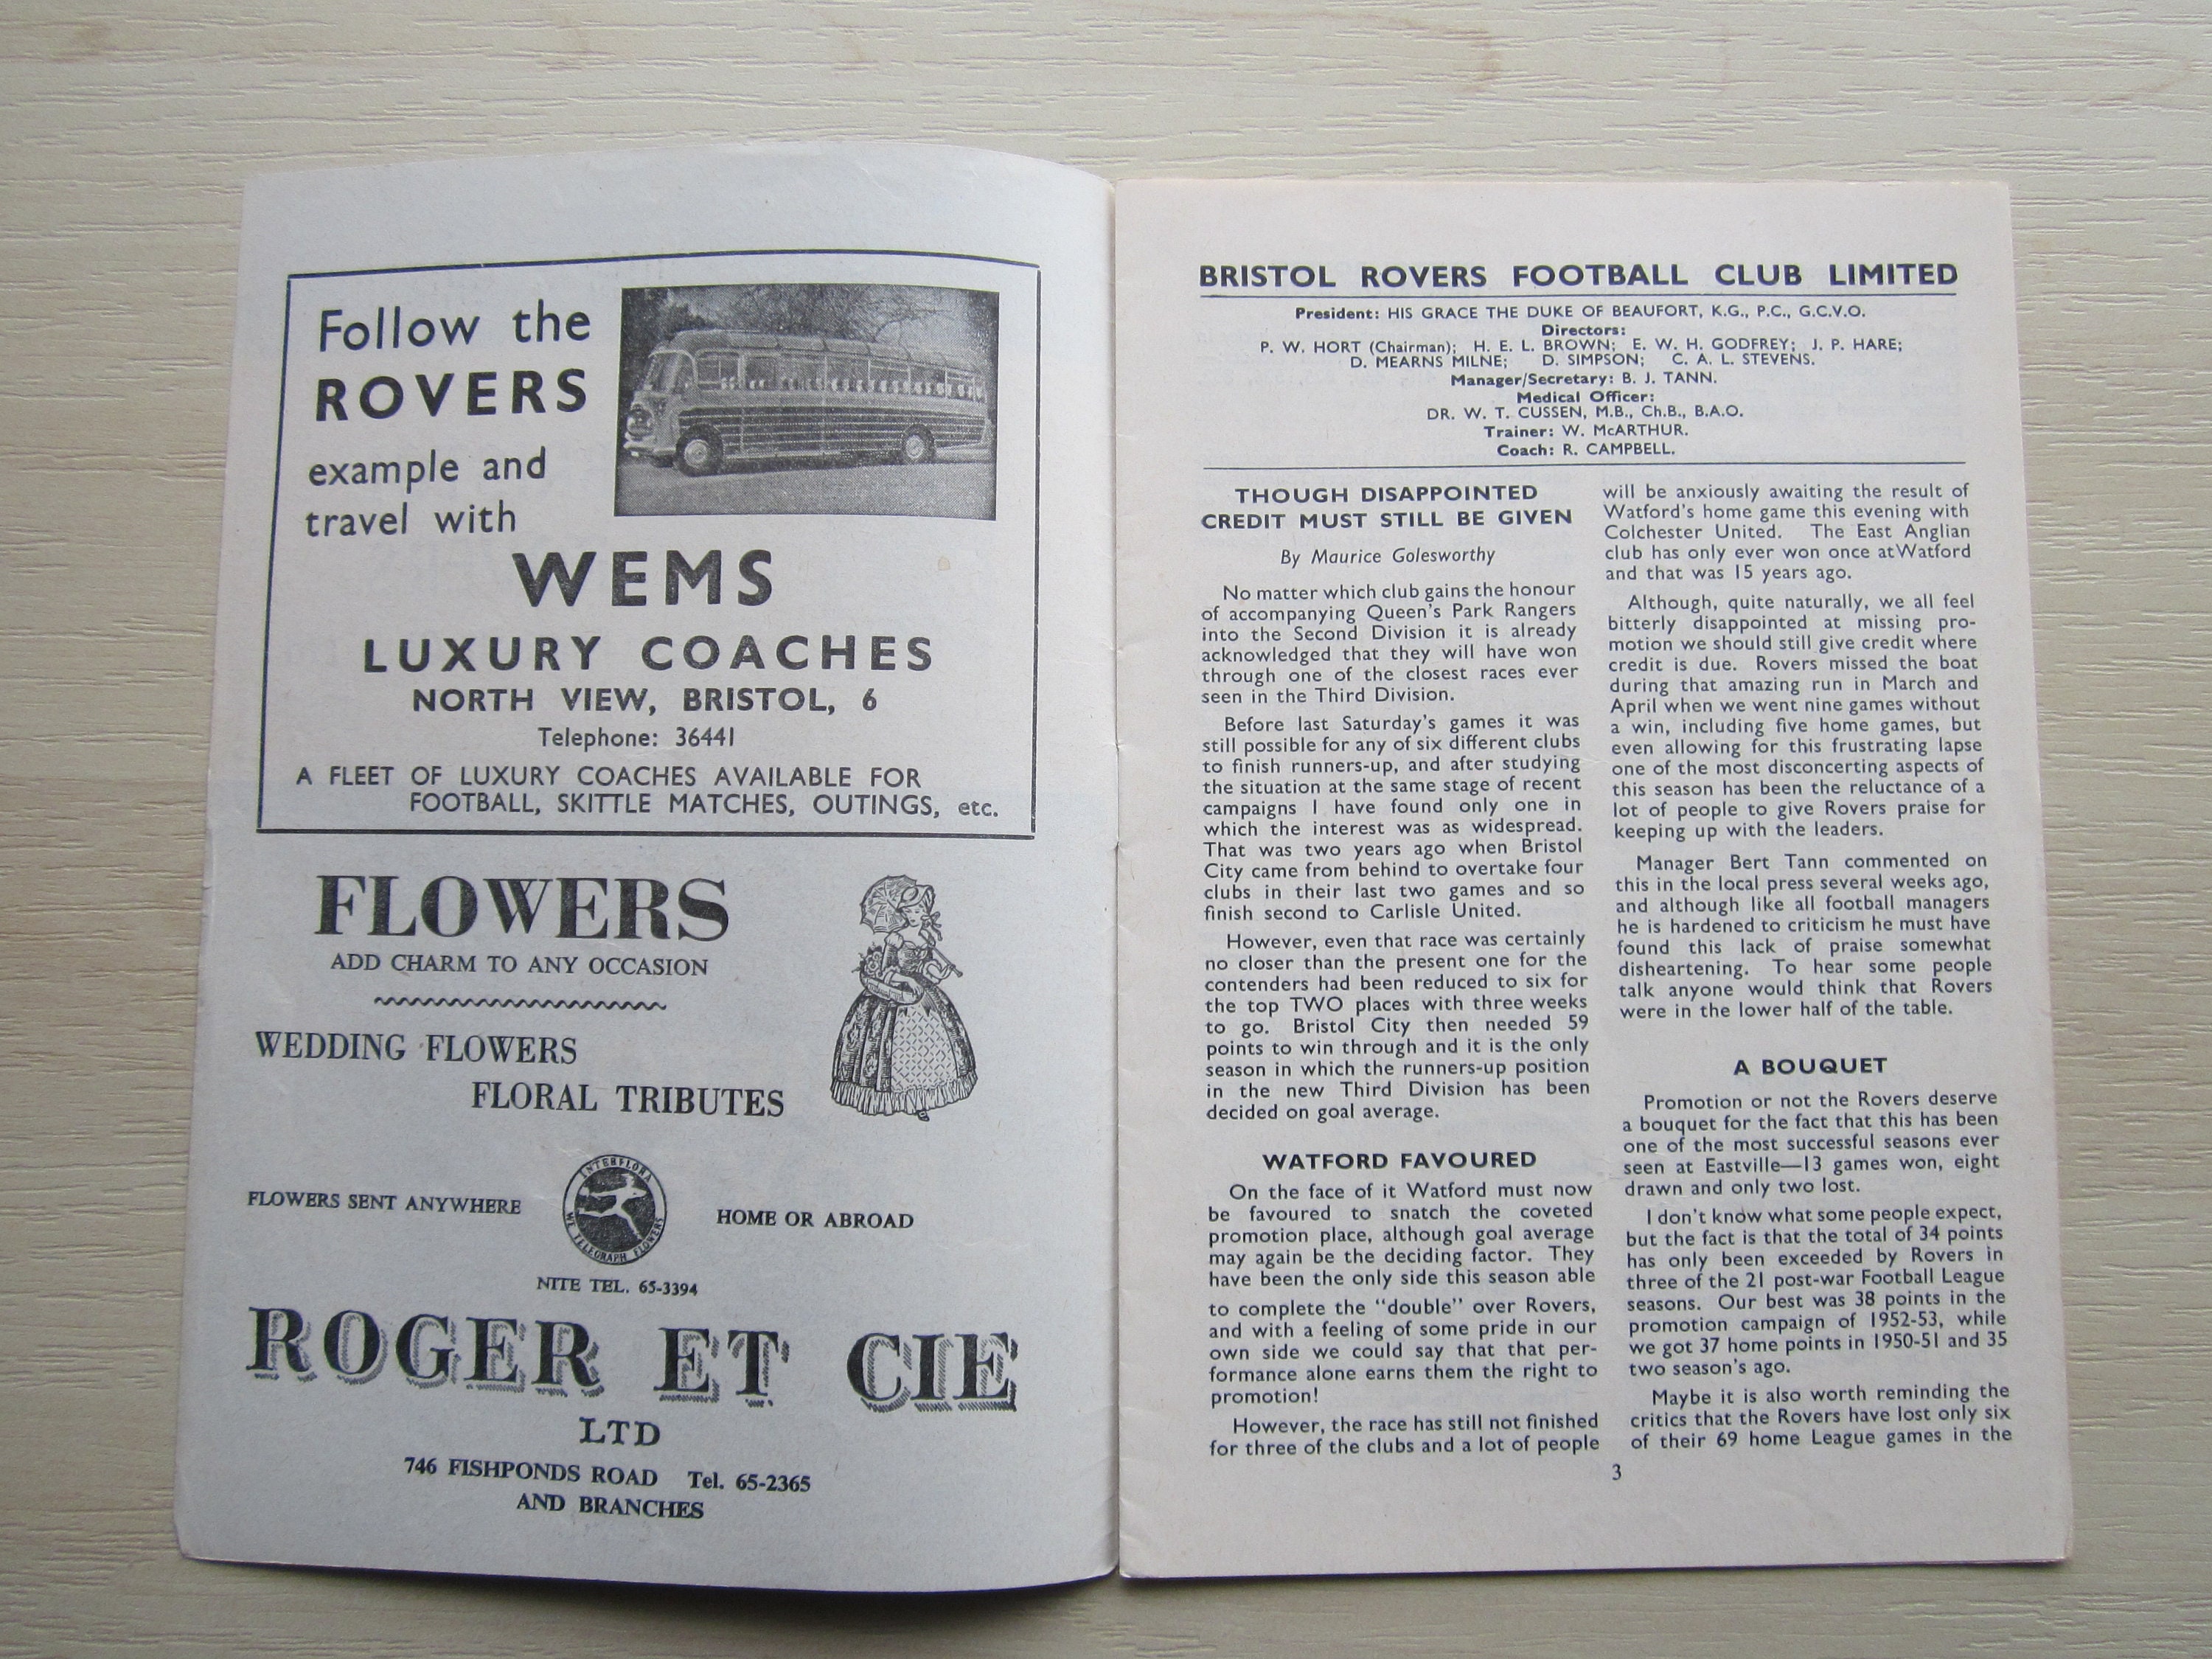 Follow the
ROVERS
example and
travel with
WEMS
LUXURY COACHES
NORTH VIEW, BRISTOL, 6
Telephone: 36441
A FLEET OF LUXURY COACHES AVAILABLE FOR
FOOTBALL, SKITTLE MATCHES, OUTINGS, etc.
FLOWERS
ADD CHARM TO ANY OCCASION
WEDDING FLOWERS
FLORAL TRIBUTES
FLOWERS SENT ANYWHERE
INTERFLORA
WE TELEGRAPH FLOWERS
HOME OR ABROAD
NITE TEL. 65-3394
ROGER ET CIE
LTD
746 FISHPONDS ROAD Tel. 65-2365
AND BRANCHES
BRISTOL ROVERS FOOTBALL CLUB LIMITED
President: HIS GRACE THE DUKE OF BEAUFORT, K.G., P.C., G.C.V.O.
Directors:
P. W. HORT (Chairman); H. E. L. BROWN; E. W. H. GODFREY; J. P. HARE;
D. MEARNS MILNE; D. SIMPSON; C. A. L. STEVENS.
Manager/Secretary: B. J. TANN.
Medical Officer:
DR. W. T. CUSSEN, M.B., Ch.B., B.A.O.
Trainer: W. McARTHUR.
Coach: R. CAMPBELL.
THOUGH DISAPPOINTED
CREDIT MUST STILL BE GIVEN
By Maurice Golesworthy
No matter which club gains the honour
of accompanying Queen's Park Rangers
into the Second Division it is already
acknowledged that they will have won
through one of the closest races ever
seen in the Third Division.
Before last Saturday's games it was
still possible for any of six different clubs
to finish runners-up, and after studying
the situation at the same stage of recent
campaigns I have found only one in
which the interest was as widespread.
That was two years ago when Bristol
City came from behind to overtake four
clubs in their last two games and so
finish second to Carlisle United.
However, even that race was certainly
no closer than the present one for the
contenders had been reduced to six for
the top TWO places with three weeks
to go. Bristol City then needed 59
points to win through and it is the only
season in which the runners-up position
in the new Third Division has been
decided on goal average.
WATFORD FAVOURED
On the face of it Watford must now
be favoured to snatch the coveted
promotion place, although goal average
may again be the deciding factor. They
have been the only side this season able
to complete the "double" over Rovers,
and with a feeling of some pride in our
own side we could say that that per-
formance alone earns them the right to
promotion!
However, the race has still not finished
for three of the clubs and a lot of people
will be anxiously awaiting the result of
Watford's home game this evening with
Colchester United. The East Anglian
club has only ever won once at Watford
and that was 15 years ago.
Although, quite naturally, we all feel
bitterly disappointed at missing pro-
motion we should still give credit where
credit is due. Rovers missed the boat
during that amazing run in March and
April when we went nine games without
a win, including five home games, but
even allowing for this frustrating lapse
one of the most disconcerting aspects of
this season has been the reluctance of a
lot of people to give Rovers praise for
keeping up with the leaders.
Manager Bert Tann commented on
this in the local press several weeks ago,
and although like all football managers
he is hardened to criticism he must have
found this lack of praise somewhat
disheartening. To hear some people
talk anyone would think that Rovers
were in the lower half of the table.
A BOUQUET
Promotion or not the Rovers deserve
a bouquet for the fact that this has been
one of the most successful seasons ever
seen at Eastville—13 games won, eight
drawn and only two lost.
I don't know what some people expect,
but the fact is that the total of 34 points
has only been exceeded by Rovers in
three of the 21 post-war Football League
seasons. Our best was 38 points in the
promotion campaign of 1952-53, while
we got 37 home points in 1950-51 and 35
two season's ago.
Maybe it is also worth reminding the
critics that the Rovers have lost only six
of their 69 home League games in the
3